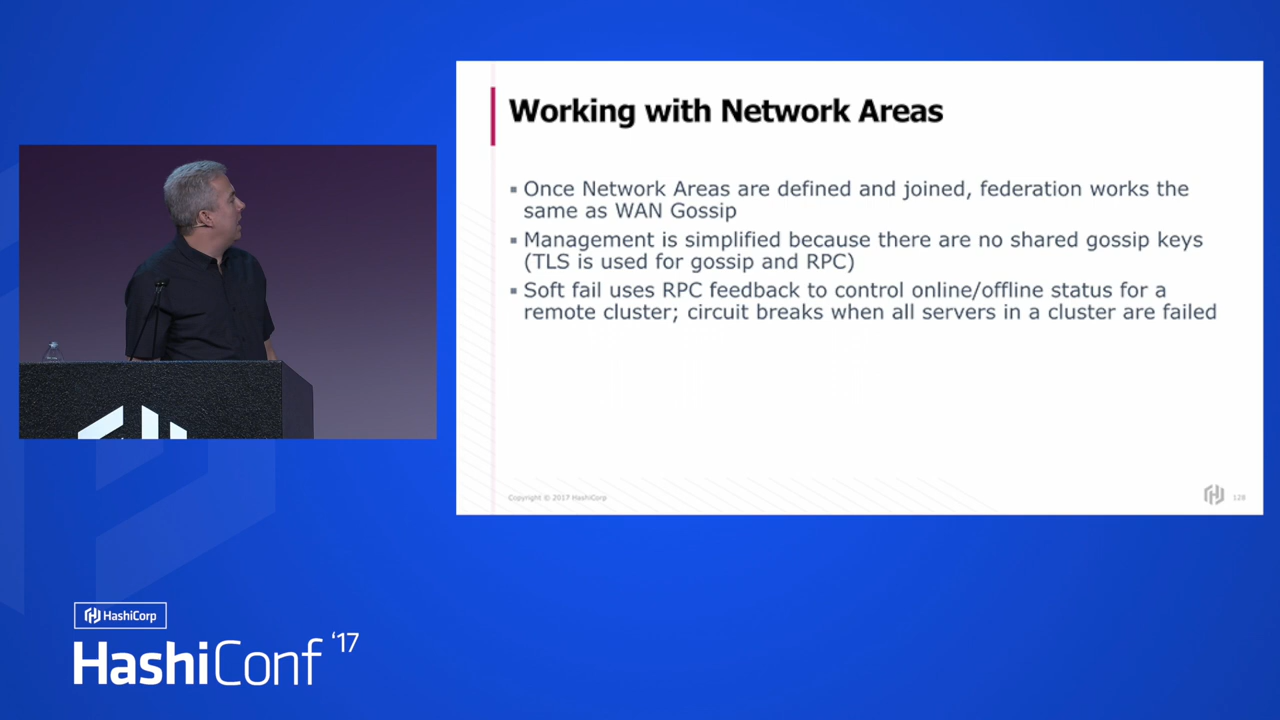 Working with Network Areas
Once Network Areas are defined and joined, federation works the
same as WAN Gossip
Management is simplified because there are no shared gossip keys
(TLS is used for gossip and RPC)
Soft fail uses RPC feedback to control online/offline status for a
remote cluster; circuit breaks when all servers in a cluster are failed
Copyright © 2017 HashiCorp
128
HashiCorp
HashiConf '17